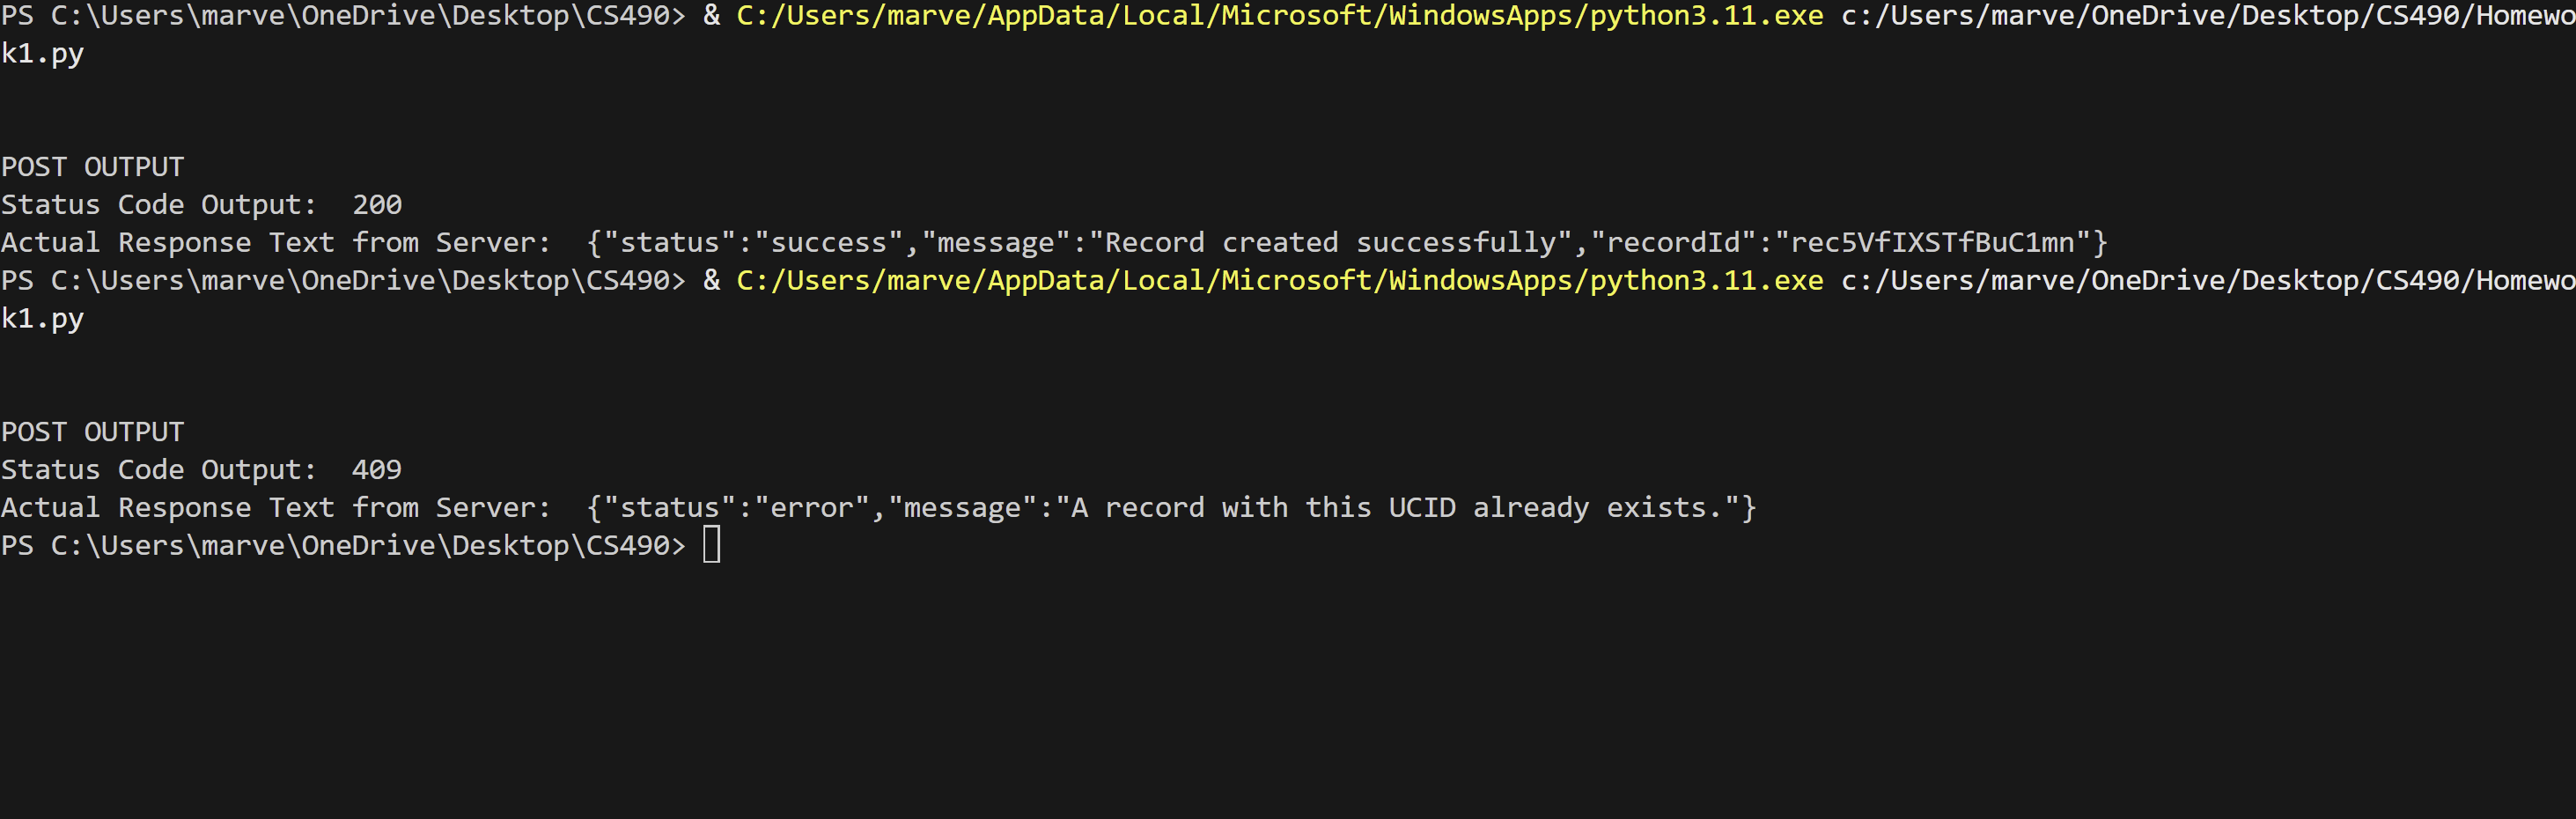 PS C:\Users\marve\OneDrive\Desktop\CS490> & C:/Users/marve/AppData/Local/Microsoft/WindowsApps/python3.11.exe c:/Users/marve/OneDrive/Desktop/CS490/Homewo
k1.py
POST OUTPUT
Status Code Output:  200
Actual Response Text from Server:  {"status":"success","message":"Record created successfully","recordId":"rec5VfIXSTfBuC1mn"}
PS C:\Users\marve\OneDrive\Desktop\CS490> & C:/Users/marve/AppData/Local/Microsoft/WindowsApps/python3.11.exe c:/Users/marve/OneDrive/Desktop/CS490/Homewo
k1.py
POST OUTPUT
Status Code Output:  409
Actual Response Text from Server:  {"status":"error","message":"A record with this UCID already exists."}
PS C:\Users\marve\OneDrive\Desktop\CS490>